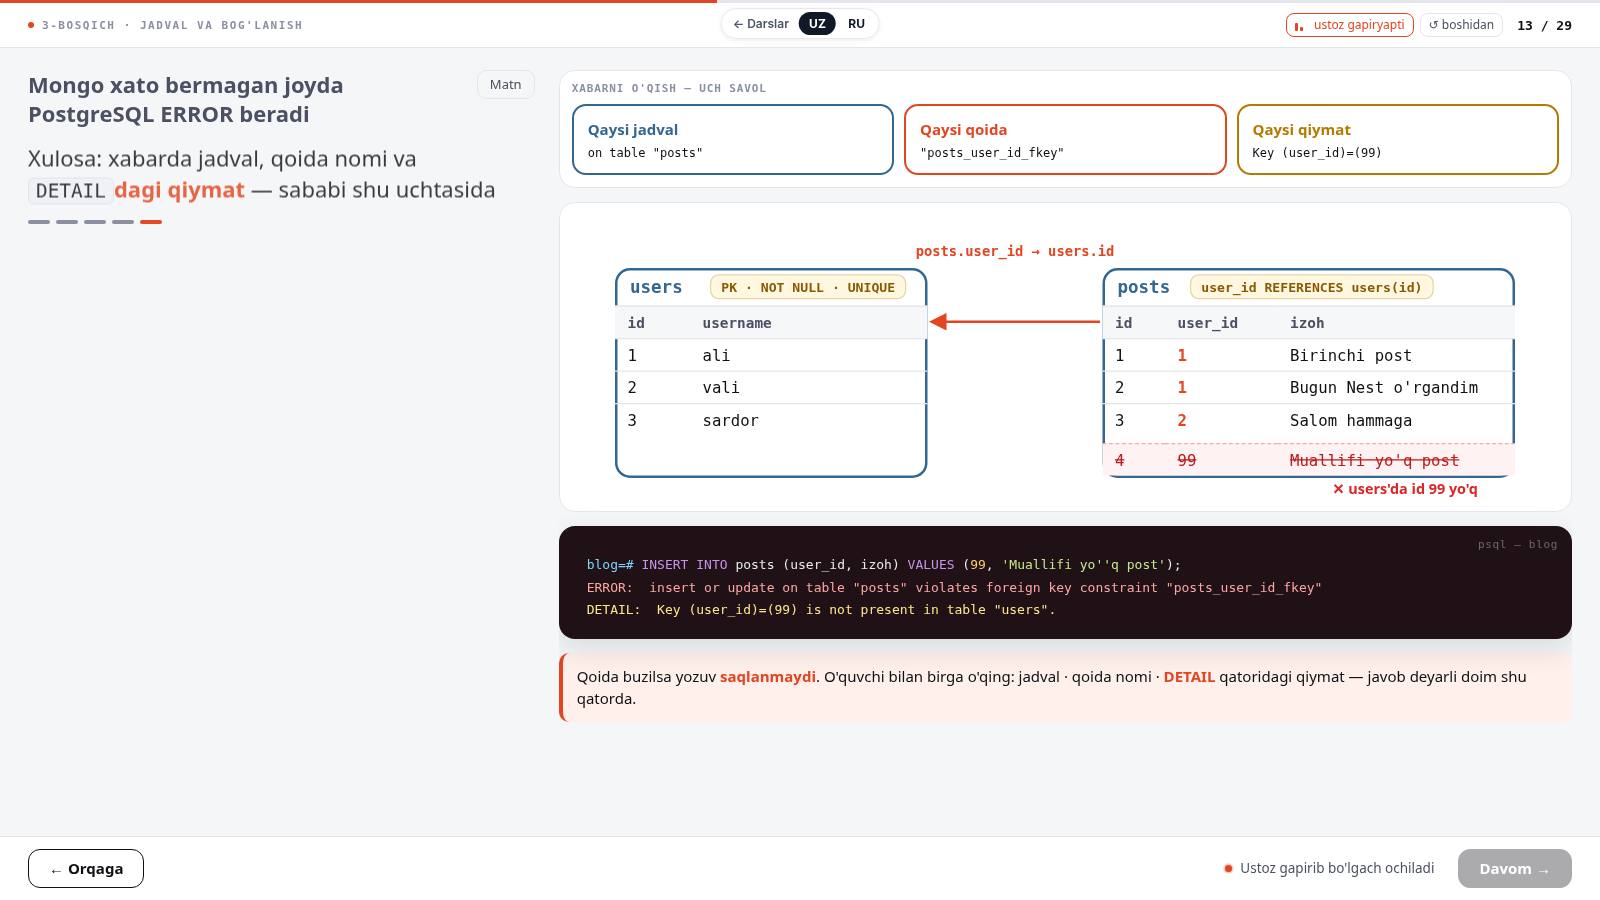 3-BOSQICH · JADVAL VA BOG'LANISH
← Darslar UZ RU
ustoz gapiryapti ↺ boshidan 13 / 29
Mongo xato bermagan joyda
PostgreSQL ERROR beradi
Matn
Xulosa: xabarda jadval, qoida nomi va
DETAIL dagi qiymat — sababi shu uchtasida
XABARNI O'QISH — UCH SAVOL
Qaysi jadval
on table "posts"
Qaysi qoida
"posts_user_id_fkey"
Qaysi qiymat
Key (user_id)=(99)
posts.user_id → users.id
users PK · NOT NULL · UNIQUE
id username
1 ali
2 vali
3 sardor
posts user_id REFERENCES users(id)
id user_id izoh
1 1 Birinchi post
2 1 Bugun Nest o'rgandim
3 2 Salom hammaga
4 99 Muallifi yo'q post
✕ users'da id 99 yo'q
psql — blog
blog=# INSERT INTO posts (user_id, izoh) VALUES (99, 'Muallifi yo''q post');
ERROR:  insert or update on table "posts" violates foreign key constraint "posts_user_id_fkey"
DETAIL:  Key (user_id)=(99) is not present in table "users".
Qoida buzilsa yozuv saqlanmaydi. O'quvchi bilan birga o'qing: jadval · qoida nomi · DETAIL qatoridagi qiymat — javob deyarli doim shu
qatorda.
← Orqaga
Ustoz gapirib bo'lgach ochiladi
Davom →